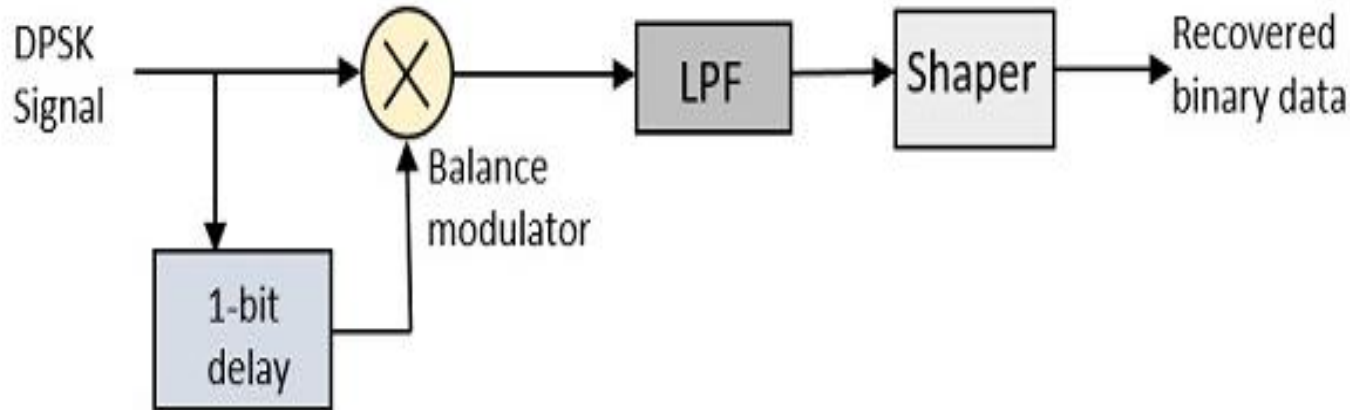 DPSK
Signal
Balance
modulator
1-bit
delay
LPF
Shaper
Recovered
binary data